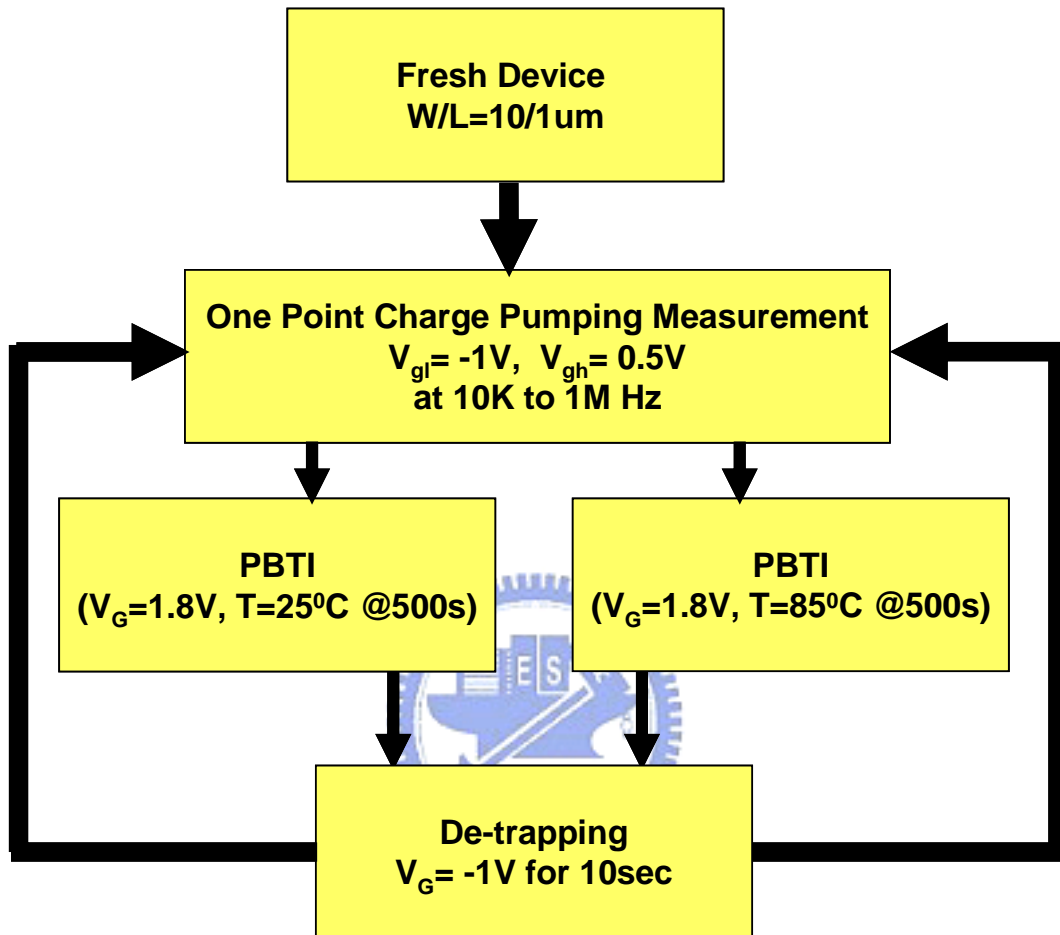 Fresh Device
W/L=10/1um
One Point Charge Pumping Measurement
Vgl= -1V, Vgh= 0.5V
at 10K to 1M Hz
PBTI
(VG=1.8V, T=25⁰C @500s)
PBTI
(VG=1.8V, T=85⁰C @500s)
E S
De-trapping
VG= -1V for 10sec